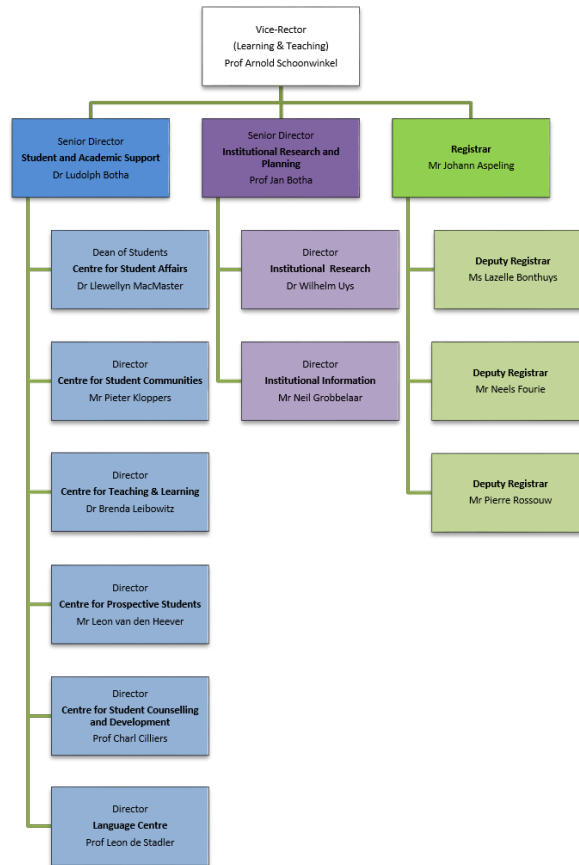 Vice-Rector
(Learning & Teaching)
Prof Arnold Schoonwinkel
Senior Director
Student and Academic Support
Dr Ludolph Botha
Senior Director
Institutional Research and
Planning
Prof Jan Botha
Registrar
Mr Johann Aspeling
Dean of Students
Centre for Student Affairs
Dr Llewellyn MacMaster
Director
Centre for Student Communities
Mr Pieter Kloppers
Director
Centre for Teaching & Learning
Dr Brenda Leibowitz
Director
Centre for Prospective Students
Mr Leon van den Heever
Director
Centre for Student Counselling
and Development
Prof Charl Cilliers
Director
Language Centre
Prof Leon de Stadler
Director
Institutional Research
Dr Wilhelm Uys
Director
Institutional Information
Mr Neil Grobbelaar
Deputy Registrar
Ms Lazelle Bonthuys
Deputy Registrar
Mr Neels Fourie
Deputy Registrar
Mr Pierre Rossouw